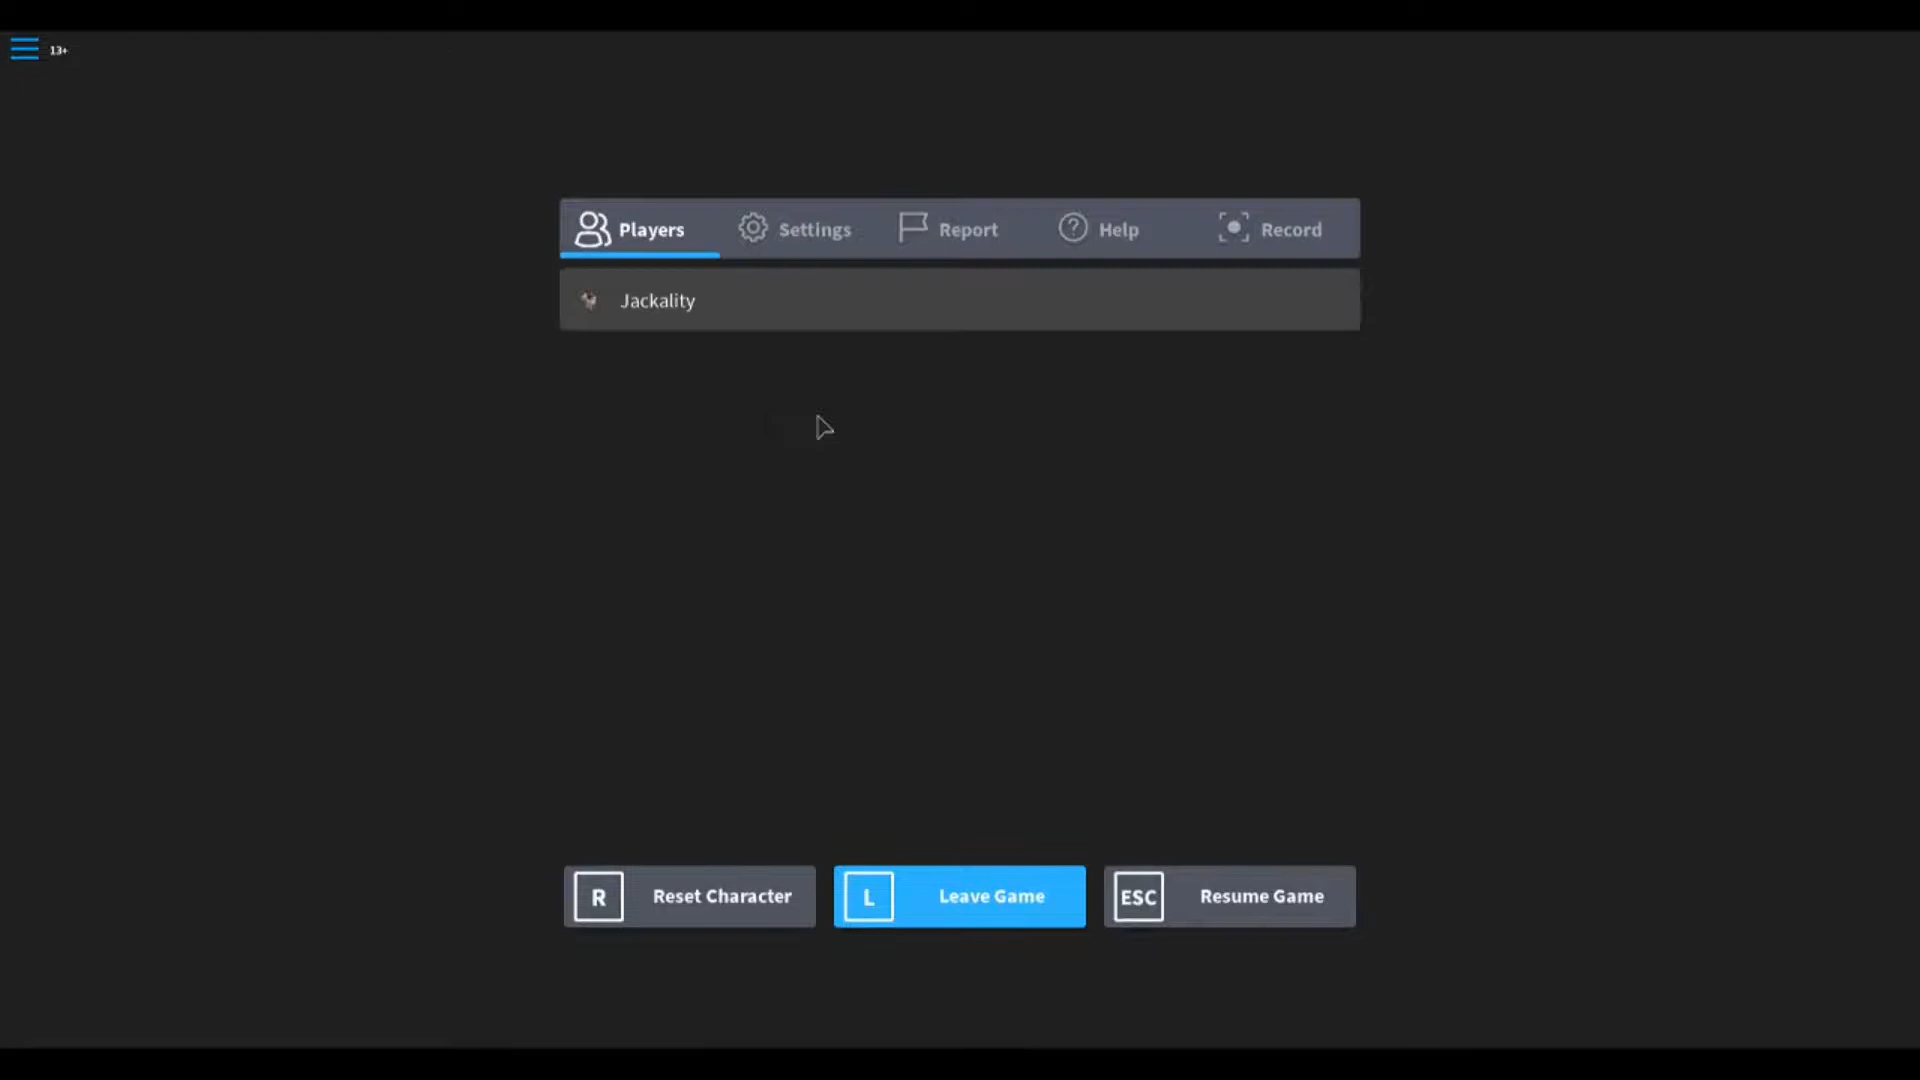 13+
Players Settings Report ? Help Record
Jackality
R Reset Character L Leave Game ESC Resume Game